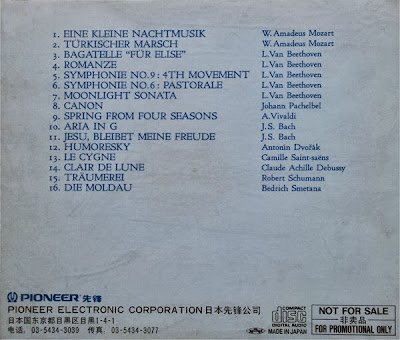 1. EINE KLEINE NACHTMUSIK W. Amadeus Mozart
2. TÜRKISCHER MARSCH W. Amadeus Mozart
3. BAGATELLE "FÜR ELISE" L.Van Beethoven
4. ROMANZE L.Van Beethoven
5. SYMPHONIE NO.9: 4TH MOVEMENT L.Van Beethoven
6. SYMPHONIE NO.6: PASTORALE L.Van Beethoven
7. MOONLIGHT SONATA L.Van Beethoven
8. CANON Johann Pachelbel
9. SPRING FROM FOUR SEASONS A.Vivaldi
10. ARIA IN G J.S. Bach
11. JESU, BLEIBET MEINE FREUDE J.S. Bach
12. HUMORESKY Antonin Dvořák
13. LE CYGNE Camille Saint-saëns
14. CLAIR DE LUNE Claude Achille Debussy
15. TRÄUMEREI Robert Schumann
16. DIE MOLDAU Bedrich Smetana
PIONEER 先锋
PIONEER ELECTRONIC CORPORATION 日本先锋公司
日本国东京都目黑区目黑1-4-1
电话. 03-5434-3039 传真. 03-5434-3077
COMPACT
disc
DIGITAL AUDIO
MADE IN JAPAN
NOT FOR SALE
非卖品
FOR PROMOTIONAL ONLY